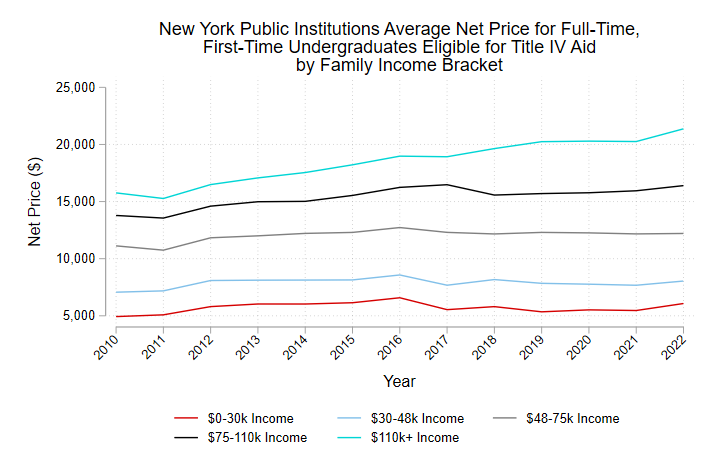 New York Public Institutions Average Net Price for Full-Time,
First-Time Undergraduates Eligible for Title IV Aid
by Family Income Bracket
25,000
20,000
15,000
10,000
5,000
Net Price ($)
2010 2011 2012 2013 2014 2015 2016 2017 2018 2019 2020 2021 2022
Year
$0-30k Income $30-48k Income $48-75k Income
$75-110k Income $110k+ Income